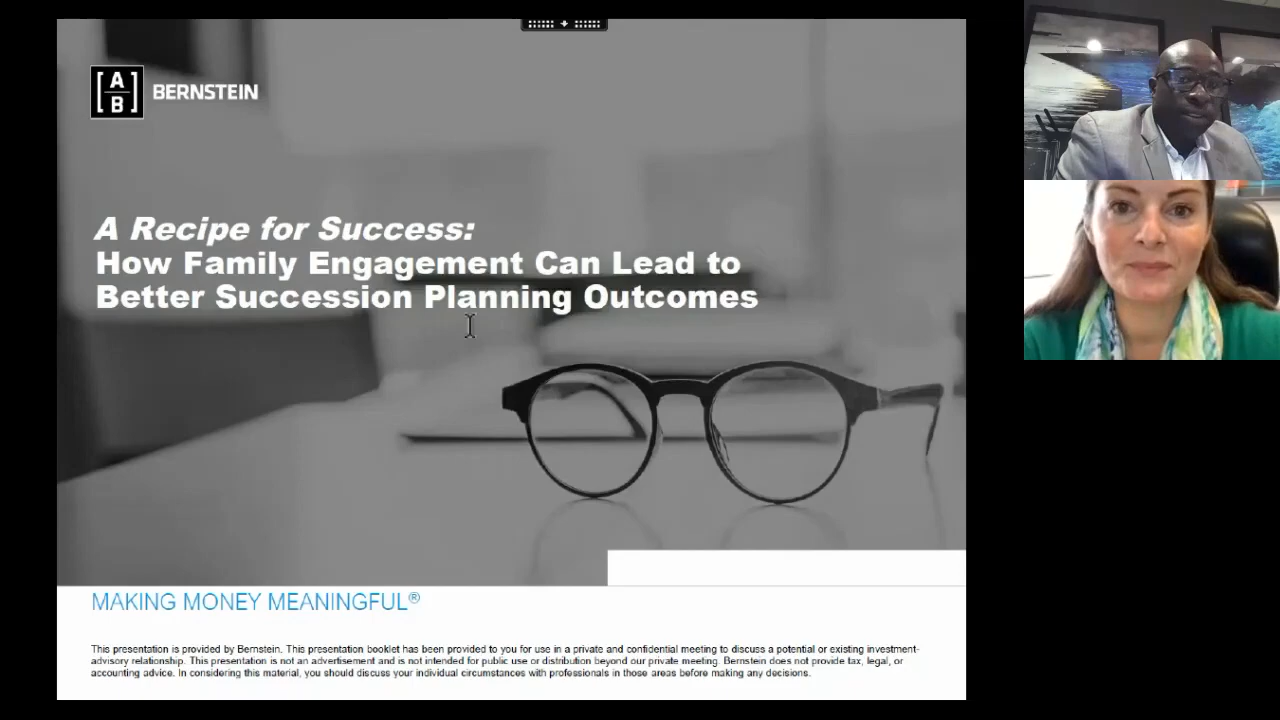 [A
B] BERNSTEIN
A Recipe for Success:
How Family Engagement Can Lead to
Better Succession Planning Outcomes
MAKING MONEY MEANINGFUL®
This presentation is provided by Bernstein. This presentation booklet has been provided to you for use in a private and confidential meeting to discuss a potential or existing investment-
advisory relationship. This presentation is not an advertisement and is not intended for public use or distribution beyond our private meeting. Bernstein does not provide tax, legal, or
accounting advice. In considering this material, you should discuss your individual circumstances with professionals in those areas before making any decisions.